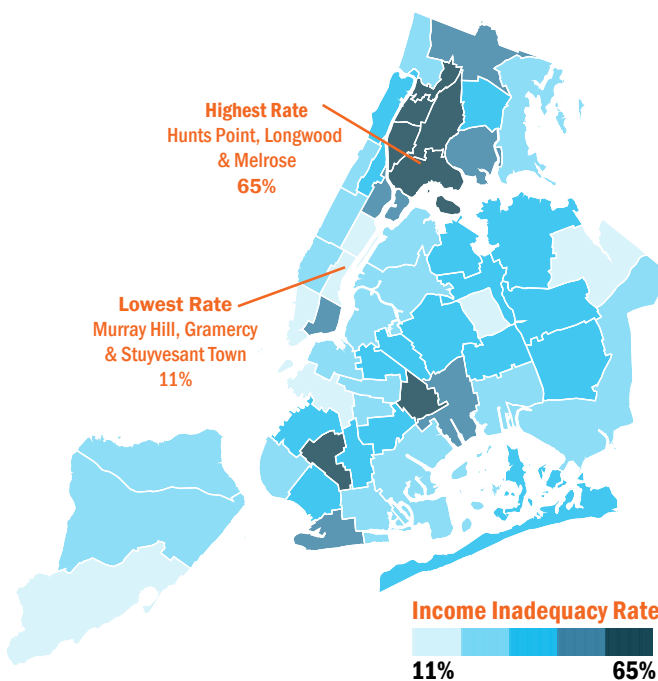 Highest Rate
Hunts Point, Longwood
& Melrose
65%
Lowest Rate
Murray Hill, Gramercy
& Stuyvesant Town
11%
Income Inadequacy Rate
11%
65%